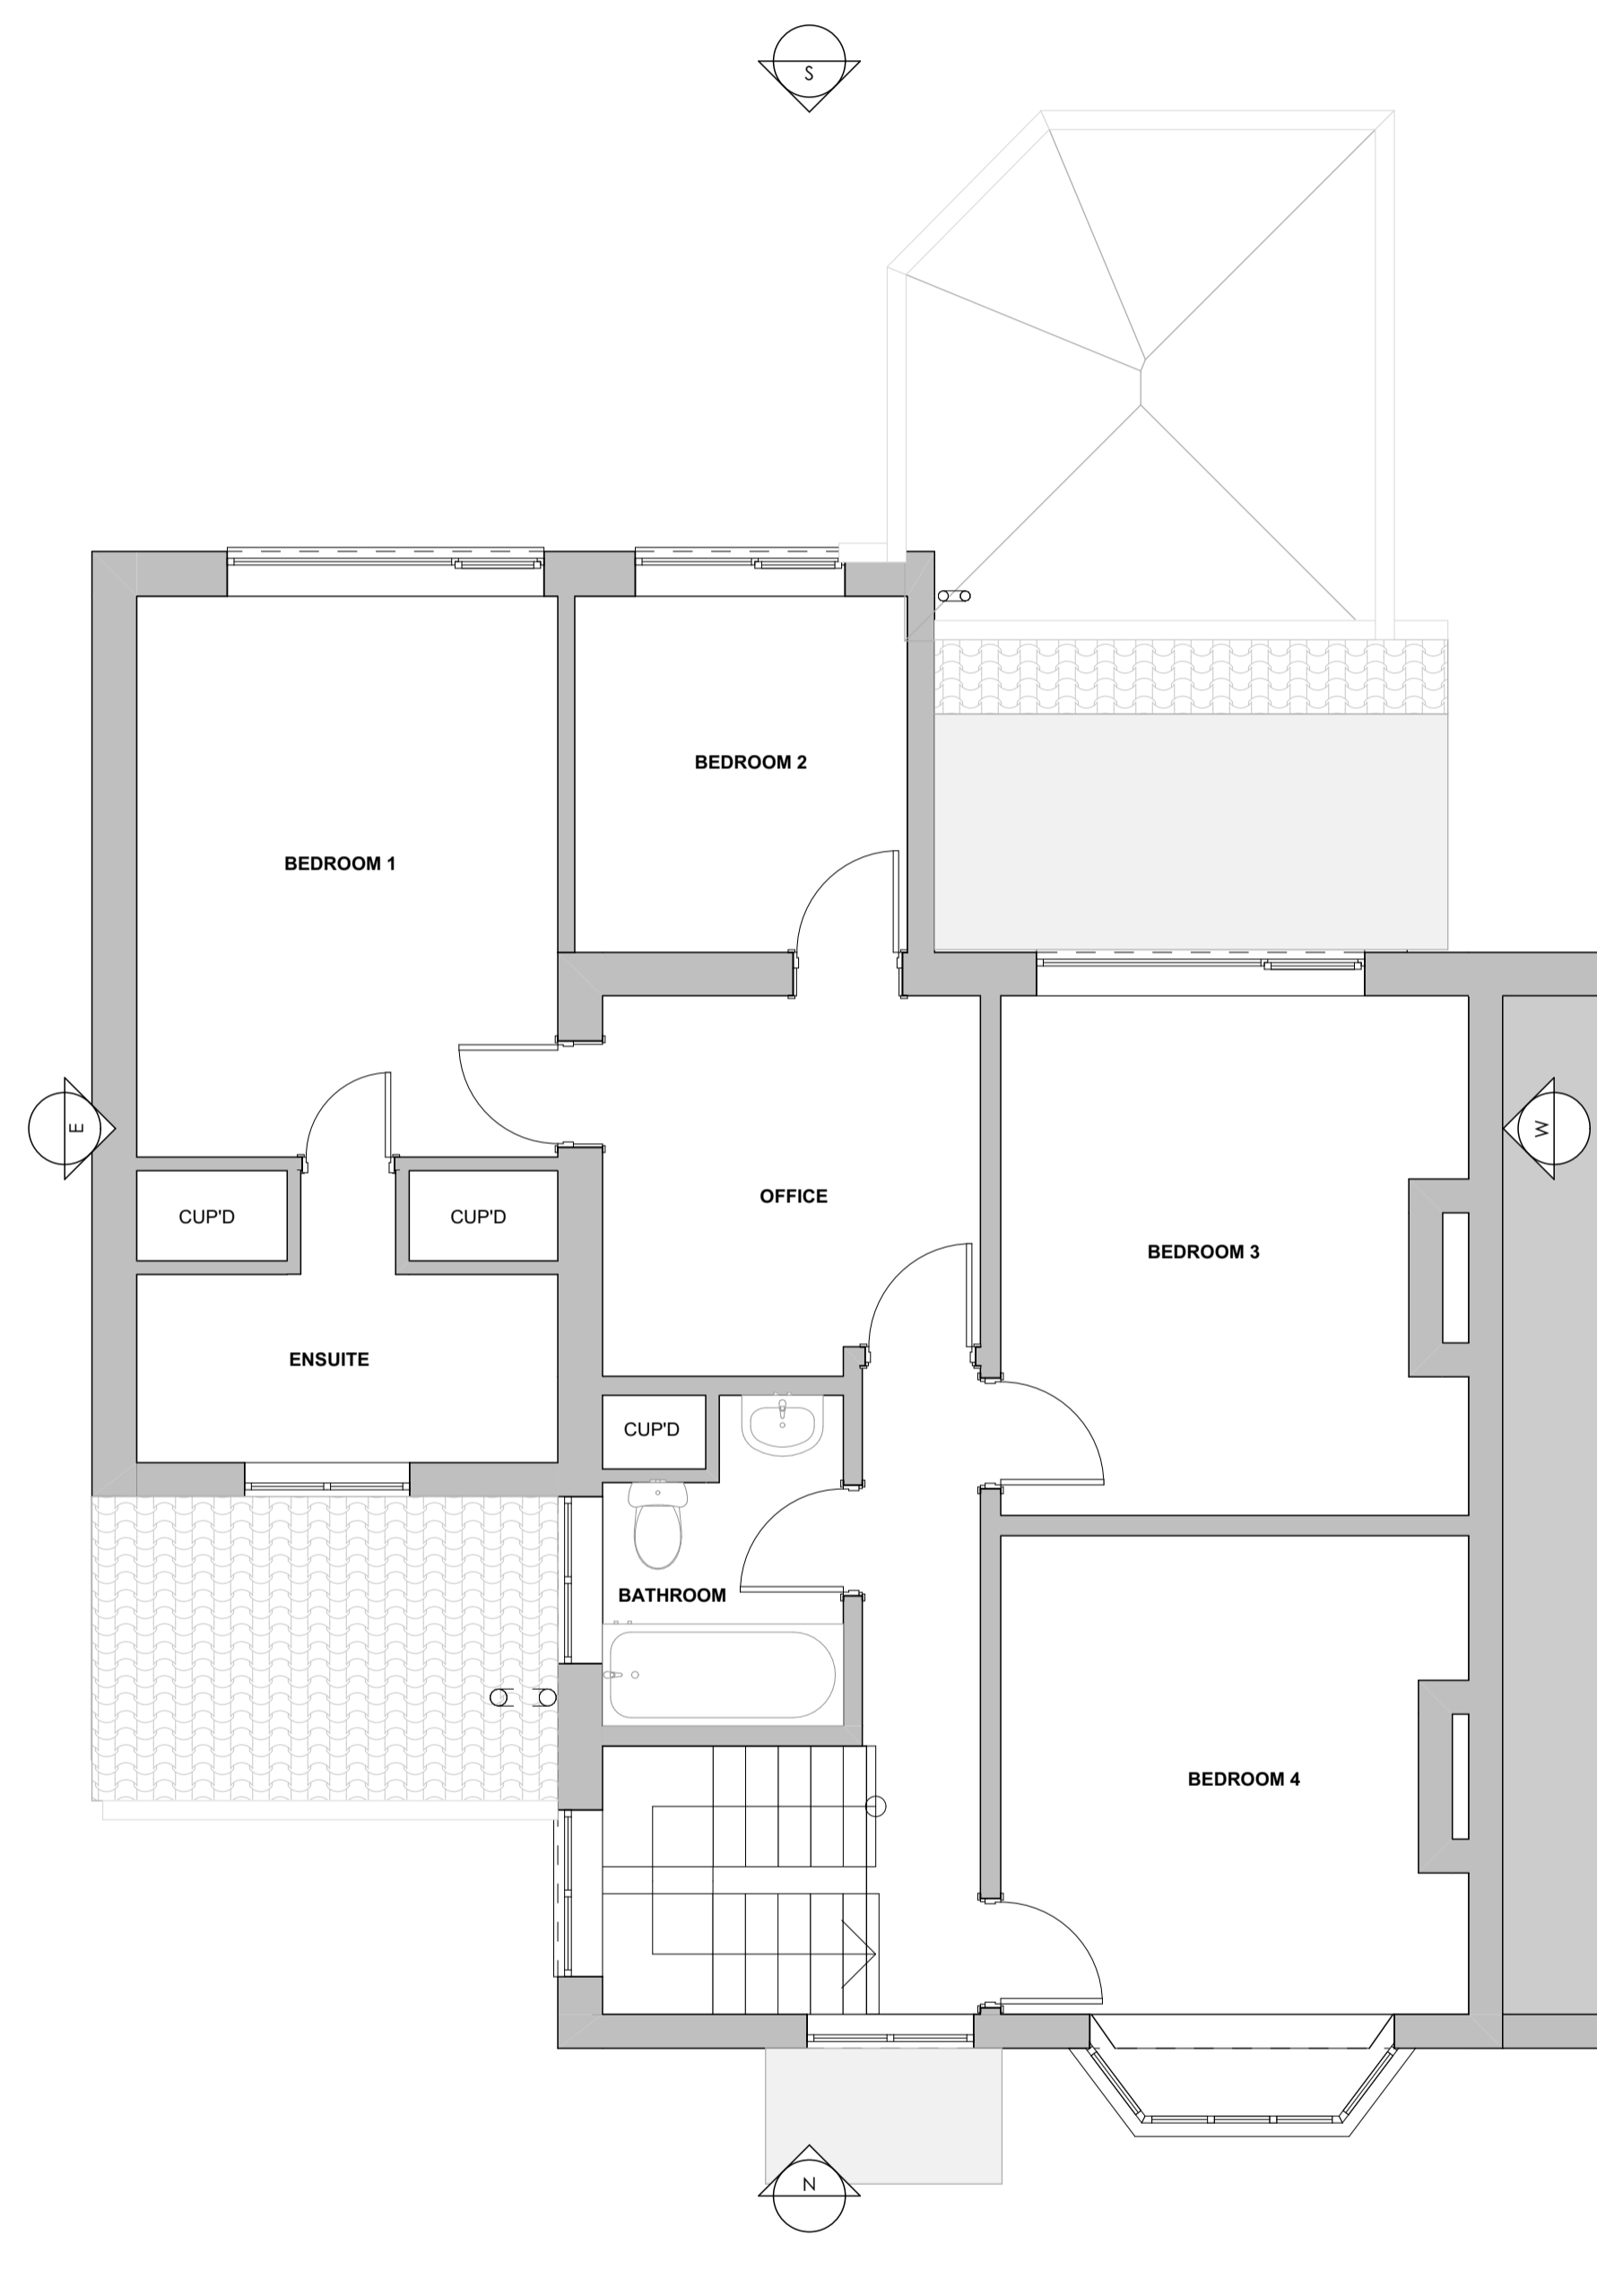 S
BEDROOM 2
BEDROOM 1
E
W
OFFICE
CUP'D
CUP'D
BEDROOM 3
ENSUITE
CUP'D
BATHROOM
BEDROOM 4
N